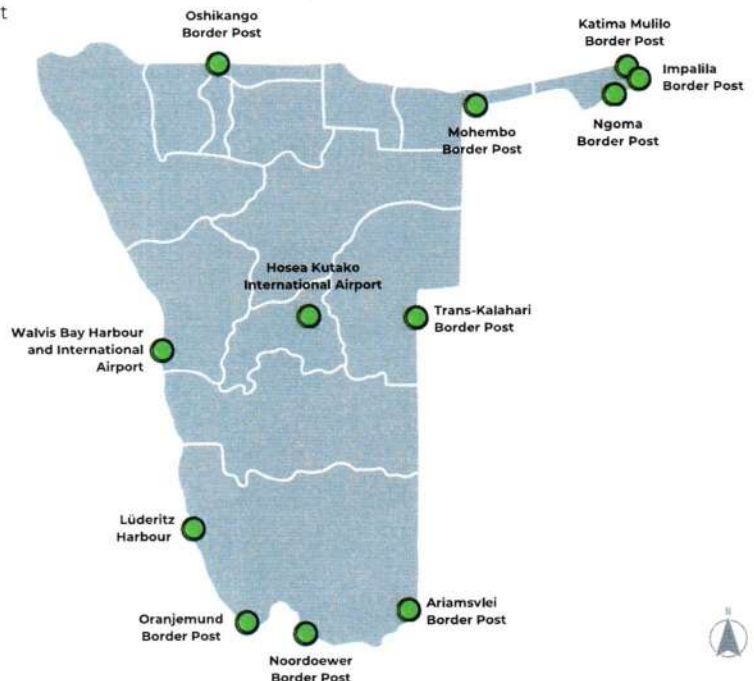 t
Oshikango
Border Post
Katima Mulilo
Border Post
Impalila
Border Post
Mohembo
Border Post
Ngoma
Border Post
Hosea Kutako
International Airport
Trans-Kalahari
Border Post
Walvis Bay Harbour
and International
Airport
Lüderitz
Harbour
Oranjemund
Border Post
Noordoewer
Border Post
Ariamsvlei
Border Post
N